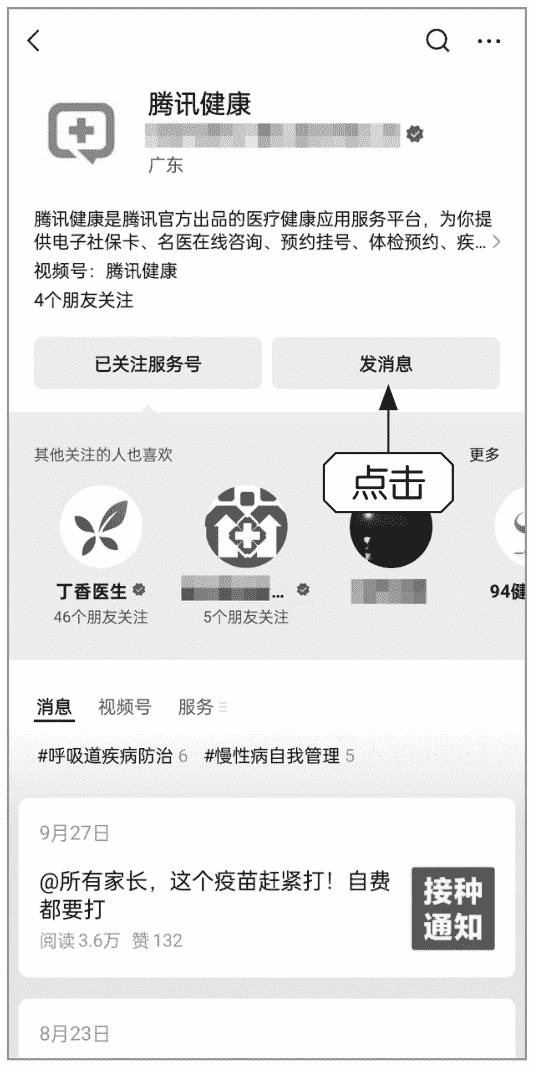 腾讯健康
广东
腾讯健康是腾讯官方出品的医疗健康应用服务平台，为你提
供电子社保卡、名医在线咨询、预约挂号、体检预约、疾...
视频号：腾讯健康
4个朋友关注
已关注服务号
发消息
其他关注的人也喜欢
更多
点击
丁香医生
...
94健
46个朋友关注
5个朋友关注
消息
视频号
服务
#呼吸道疾病防治 6 #慢性病自我管理 5
9月27日
@所有家长，这个疫苗赶紧打！自费
都要打
阅读3.6万 赞132
接种
通知
8月23日